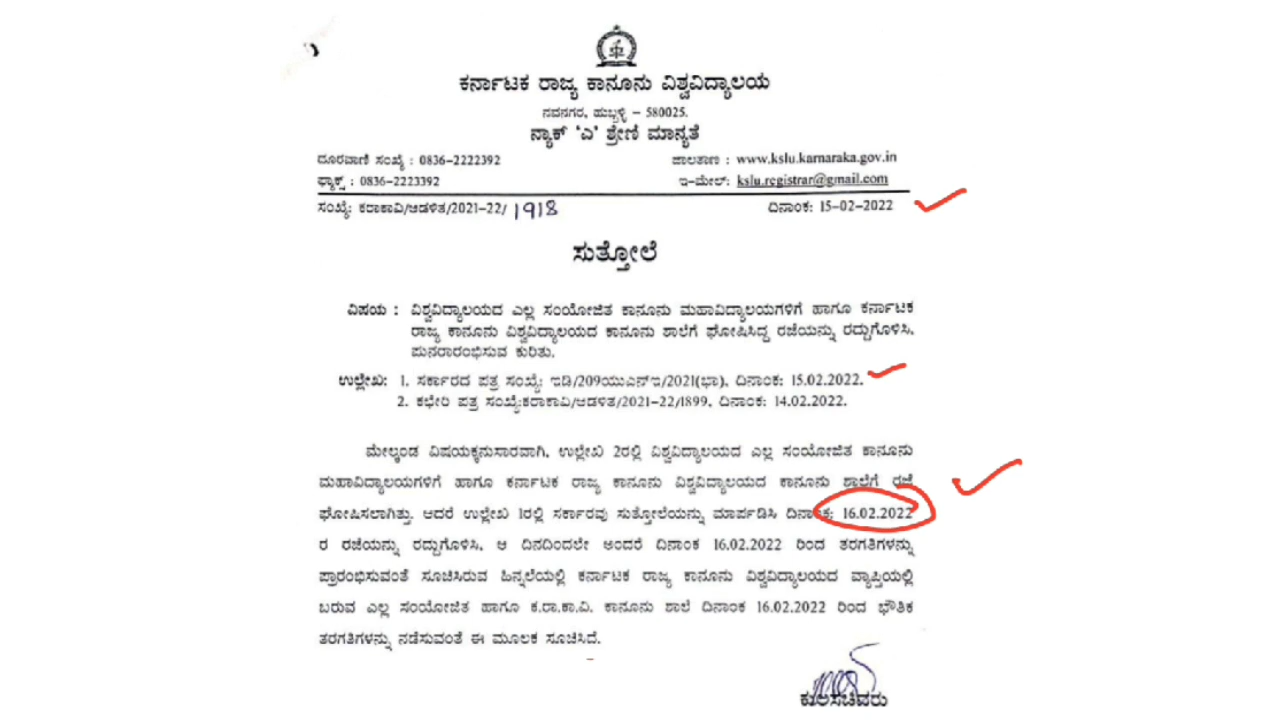 ಕರ್ನಾಟಕ ರಾಜ್ಯ ಕಾನೂನು ವಿಶ್ವವಿದ್ಯಾಲಯ
ನವನಗರ, ಹುಬ್ಬಳ್ಳಿ – 580025.
ನ್ಯಾಕ್ 'ಎ' ಶ್ರೇಣಿ ಮಾನ್ಯತೆ
ದೂರವಾಣಿ ಸಂಖ್ಯೆ : 0836-2222392 ಜಾಲತಾಣ : www.kslu.karnaraka.gov.in
ಫ್ಯಾಕ್ಸ್ : 0836-2223392 ಇ-ಮೇಲ್: kslu.registrar@gmail.com
ಸಂಖ್ಯೆ: ಕರಾಕಾವಿ/ಆಡಳಿತ/2021-22/1918 ದಿನಾಂಕ: 15-02-2022
ಸುತ್ತೋಲೆ
ವಿಷಯ : ವಿಶ್ವವಿದ್ಯಾಲಯದ ಎಲ್ಲ ಸಂಯೋಜಿತ ಕಾನೂನು ಮಹಾವಿದ್ಯಾಲಯಗಳಿಗೆ ಹಾಗೂ ಕರ್ನಾಟಕ
ರಾಜ್ಯ ಕಾನೂನು ವಿಶ್ವವಿದ್ಯಾಲಯದ ಕಾನೂನು ಶಾಲೆಗೆ ಘೋಷಿಸಿದ್ದ ರಜೆಯನ್ನು ರದ್ದುಗೊಳಿಸಿ,
ಪುನರಾರಂಭಿಸುವ ಕುರಿತು.
ಉಲ್ಲೇಖ: 1. ಸರ್ಕಾರದ ಪತ್ರ ಸಂಖ್ಯೆ: ಇಡಿ/209ಯುಎನ್ಇ/2021(ಭಾ), ದಿನಾಂಕ: 15.02.2022.
2. ಕಛೇರಿ ಪತ್ರ ಸಂಖ್ಯೆ:ಕರಾಕಾವಿ/ಆಡಳಿತ/2021-22/1899, ದಿನಾಂಕ: 14.02.2022.
ಮೇಲ್ಕಂಡ ವಿಷಯಕ್ಕನುಸಾರವಾಗಿ, ಉಲ್ಲೇಖ 2ರಲ್ಲಿ ವಿಶ್ವವಿದ್ಯಾಲಯದ ಎಲ್ಲ ಸಂಯೋಜಿತ ಕಾನೂನು
ಮಹಾವಿದ್ಯಾಲಯಗಳಿಗೆ ಹಾಗೂ ಕರ್ನಾಟಕ ರಾಜ್ಯ ಕಾನೂನು ವಿಶ್ವವಿದ್ಯಾಲಯದ ಕಾನೂನು ಶಾಲೆಗೆ ರಜೆ
ಘೋಷಿಸಲಾಗಿತ್ತು. ಆದರೆ ಉಲ್ಲೇಖ 1ರಲ್ಲಿ ಸರ್ಕಾರವು ಸುತ್ತೋಲೆಯನ್ನು ಮಾರ್ಪಡಿಸಿ ದಿನಾಂಕ: 16.02.2022
ರ ರಜೆಯನ್ನು ರದ್ದುಗೊಳಿಸಿ, ಆ ದಿನದಿಂದಲೇ ಅಂದರೆ ದಿನಾಂಕ 16.02.2022 ರಿಂದ ತರಗತಿಗಳನ್ನು
ಪ್ರಾರಂಭಿಸುವಂತೆ ಸೂಚಿಸಿರುವ ಹಿನ್ನಲೆಯಲ್ಲಿ ಕರ್ನಾಟಕ ರಾಜ್ಯ ಕಾನೂನು ವಿಶ್ವವಿದ್ಯಾಲಯದ ವ್ಯಾಪ್ತಿಯಲ್ಲಿ
ಬರುವ ಎಲ್ಲ ಸಂಯೋಜಿತ ಹಾಗೂ ಕ.ರಾ.ಕಾ.ವಿ. ಕಾನೂನು ಶಾಲೆ ದಿನಾಂಕ 16.02.2022 ರಿಂದ ಭೌತಿಕ
ತರಗತಿಗಳನ್ನು ನಡೆಸುವಂತೆ ಈ ಮೂಲಕ ಸೂಚಿಸಿದೆ.
ಕುಲಸಚಿವರು